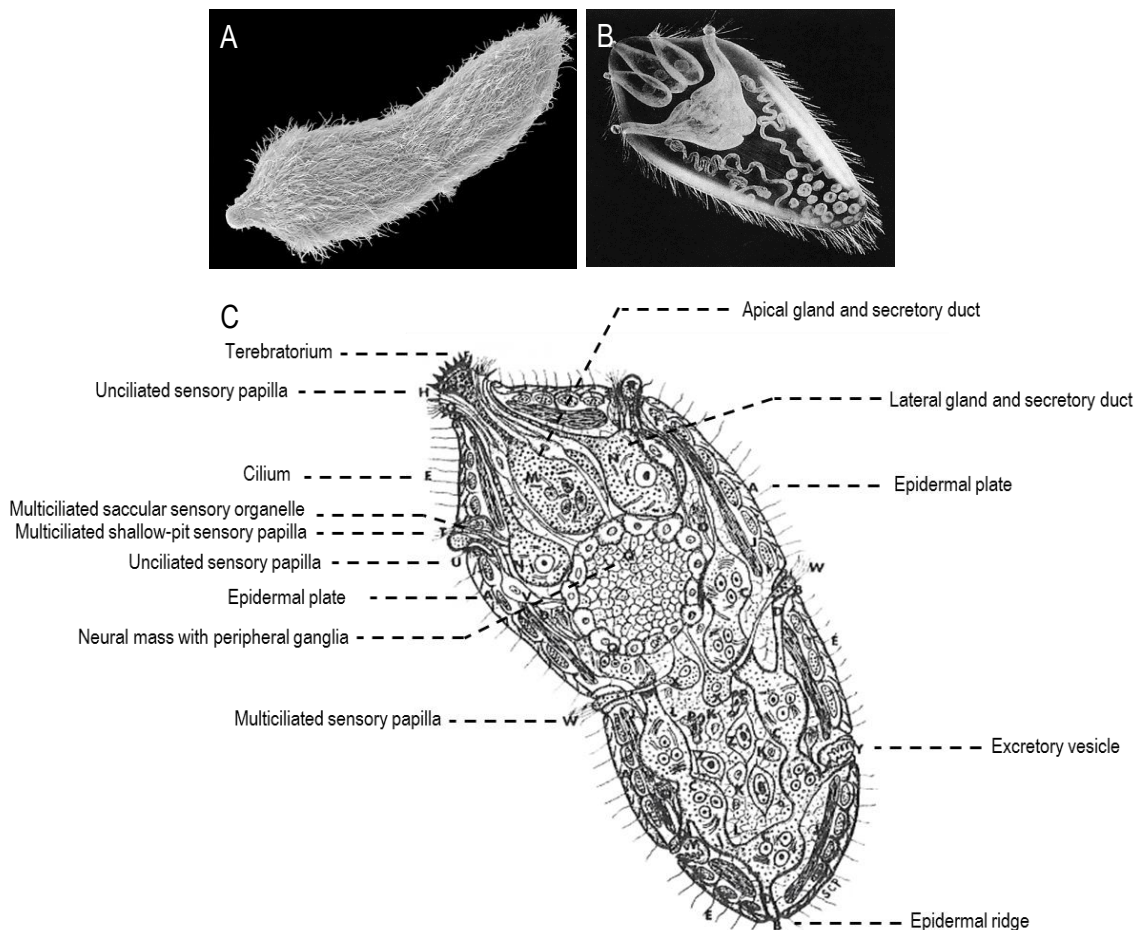 A
B
C
Apical gland and secretory duct
Terebratorium
Unciliated sensory papilla
H
Lateral gland and secretory duct
P
N
M
Cilium
E
A
Epidermal plate
Multiciliated saccular sensory organelle
Multiciliated shallow-pit sensory papilla
T
Unciliated sensory papilla
U
N
W
Epidermal plate
A
V
Neural mass with peripheral ganglia
D
E
Multiciliated sensory papilla
W
Y
Excretory vesicle
SCP
E
B
Epidermal ridge